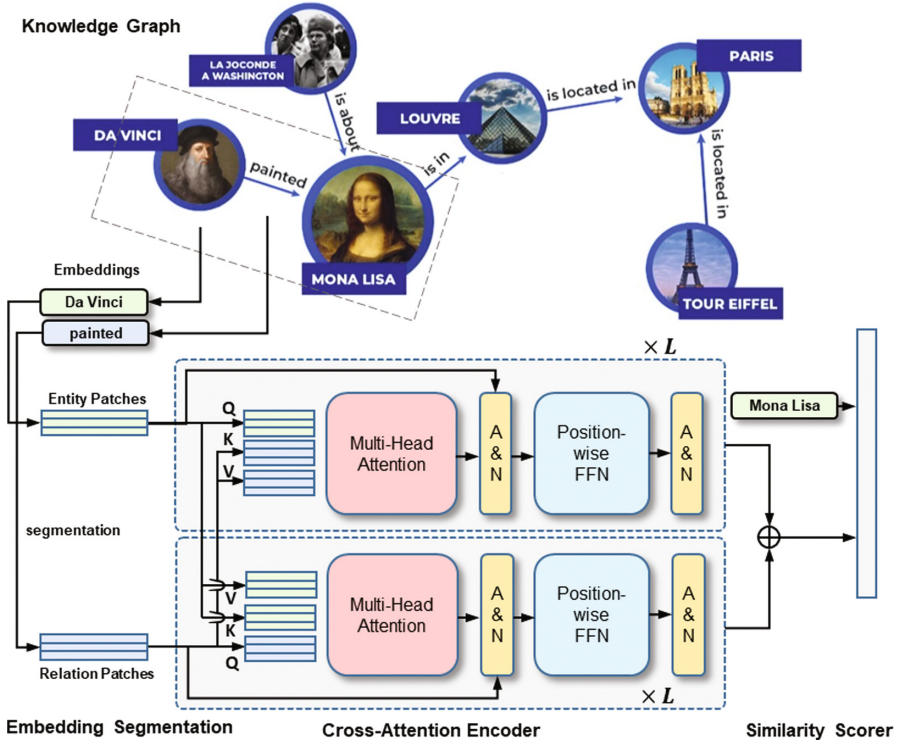 Knowledge Graph
LA JOCONDE
A WASHINGTON
PARIS
is located in
LOUVRE
is about
DA VINCI
painted
is in
is located in
MONA LISA
TOUR EIFFEL
Embeddings
Da Vinci
painted
× L
Entity Patches
Q
K
V
Multi-Head
Attention
A
&
N
Position-
wise
FFN
A
&
N
Mona Lisa
segmentation
V
K
Q
Multi-Head
Attention
A
&
N
Position-
wise
FFN
A
&
N
Relation Patches
× L
Embedding Segmentation
Cross-Attention Encoder
Similarity Scorer